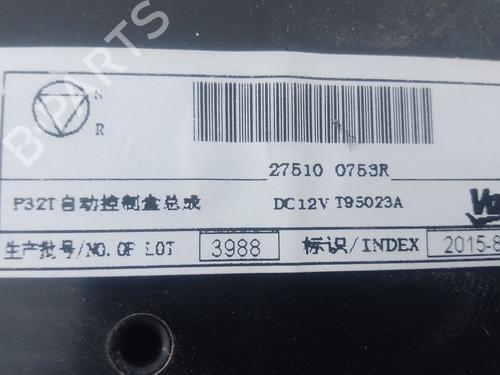 S
R
27510 0753R
P32T自动控制盒总成
DC12V T95023A
生产批号/NO.OF LOT
3988
标识/INDEX
2015-8
B-PARTS